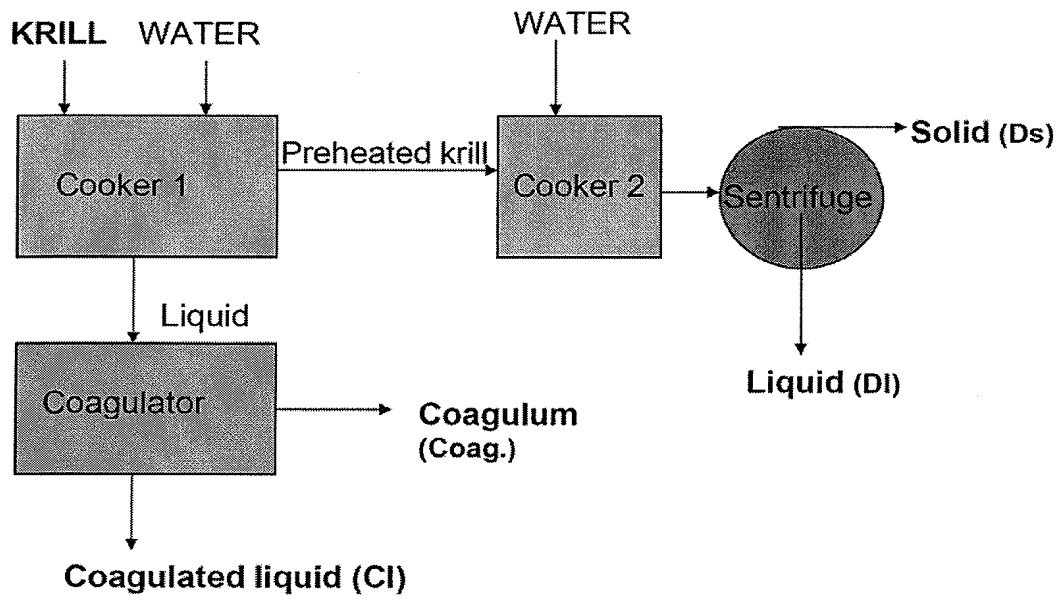 KRILL WATER
WATER
Preheated krill
Cooker 1
Cooker 2
Sentrifuge
Solid (Ds)
Liquid
Liquid (Dl)
Coagulator
Coagulum
(Coag.)
Coagulated liquid (Cl)